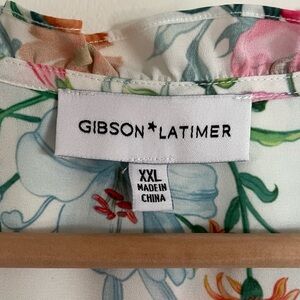 GIBSON*LATIMER
XXL
MADE IN
CHINA